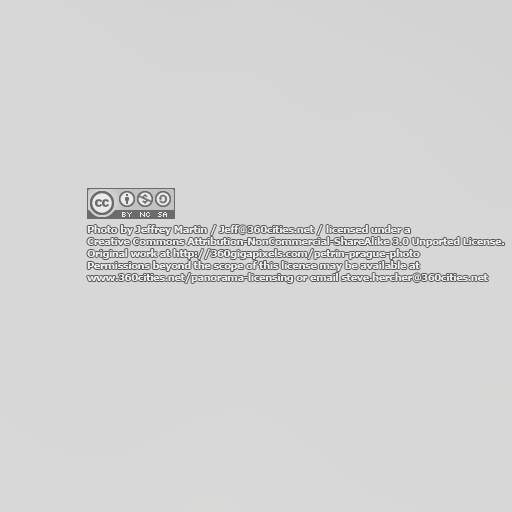 cc
BY NC SA
Photo by Jeffrey Martin / Jeff@360cities.net / licensed under a
Creative Commons Attribution-NonCommercial-ShareAlike 3.0 Unported License.
Original work at http://360gigapixels.com/petrin-prague-photo
Permissions beyond the scope of this license may be available at
www.360cities.net/panorama-licensing or email steve.hercher@360cities.net